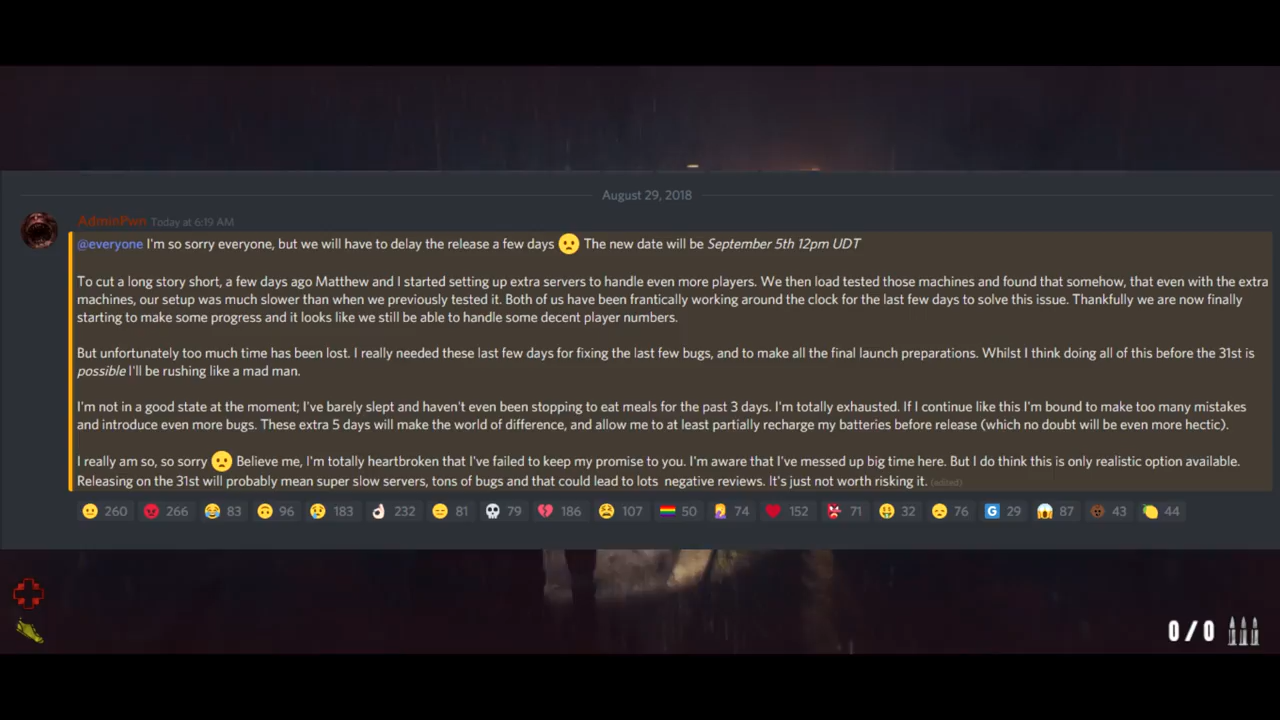 August 29, 2018
AdminPwn Today at 6:19 AM
@everyone I'm so sorry everyone, but we will have to delay the release a few days The new date will be September 5th 12pm UDT
To cut a long story short, a few days ago Matthew and I started setting up extra servers to handle even more players. We then load tested those machines and found that somehow, that even with the extra
machines, our setup was much slower than when we previously tested it. Both of us have been frantically working around the clock for the last few days to solve this issue. Thankfully we are now finally
starting to make some progress and it looks like we still be able to handle some decent player numbers.
But unfortunately too much time has been lost. I really needed these last few days for fixing the last few bugs, and to make all the final launch preparations. Whilst I think doing all of this before the 31st is
possible I'll be rushing like a mad man.
I'm not in a good state at the moment; I've barely slept and haven't even been stopping to eat meals for the past 3 days. I'm totally exhausted. If I continue like this I'm bound to make too many mistakes
and introduce even more bugs. These extra 5 days will make the world of difference, and allow me to at least partially recharge my batteries before release (which no doubt will be even more hectic).
I really am so, so sorry Believe me, I'm totally heartbroken that I've failed to keep my promise to you. I'm aware that I've messed up big time here. But I do think this is only realistic option available.
Releasing on the 31st will probably mean super slow servers, tons of bugs and that could lead to lots negative reviews. It's just not worth risking it. (edited)
260 266 83 96 183 232 81 79 186 107 50 74 152 71 32 76 G 29 87 43 44
0/0